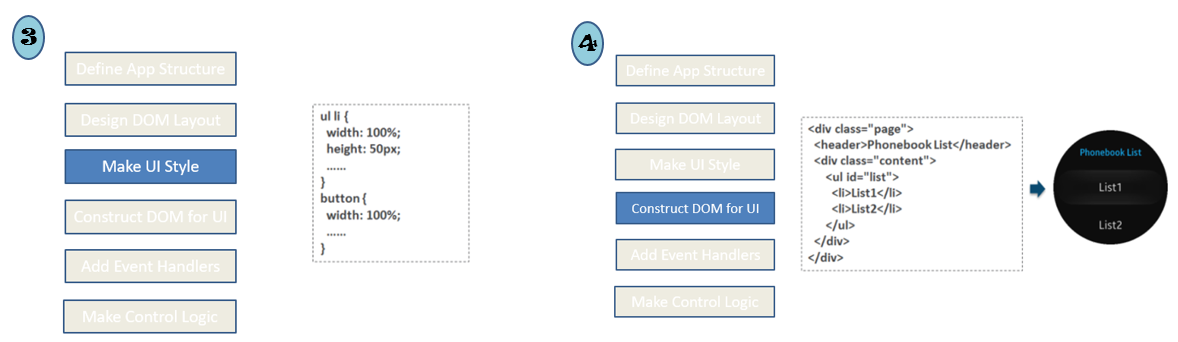 3
Define App Structure
Design DOM Layout
Make UI Style
Construct DOM for UI
Add Event Handlers
Make Control Logic
ul li {
width: 100%;
height: 50px;
......
}
button {
width: 100%;
......
}
4
Define App Structure
Design DOM Layout
Make UI Style
Construct DOM for UI
Add Event Handlers
Make Control Logic
<div class="page">
<header>Phonebook List</header>
<div class="content">
<ul id="list">
<li>List1</li>
<li>List2</li>
</ul>
</div>
</div>
Phonebook List
List1
List2